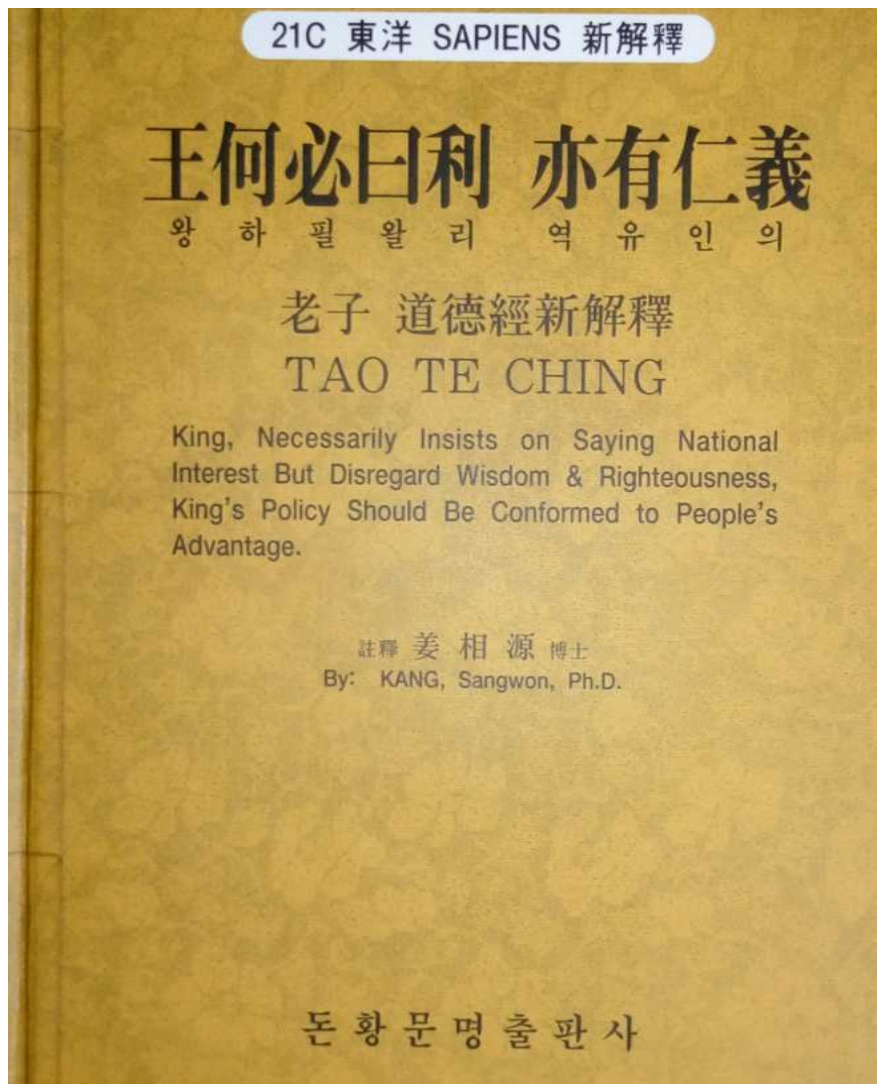 21C 東洋 SAPIENS 新解釋
王何必曰利 亦有仁義
왕 하 필 왈 리 역 유 인 의
老子 道德經新解釋
TAO TE CHING
King, Necessarily Insists on Saying National
Interest But Disregard Wisdom & Righteousness,
King's Policy Should Be Conformed to People's
Advantage.
註釋 姜 相 源 博士
By: KANG, Sangwon, Ph.D.
돈황문명출판사